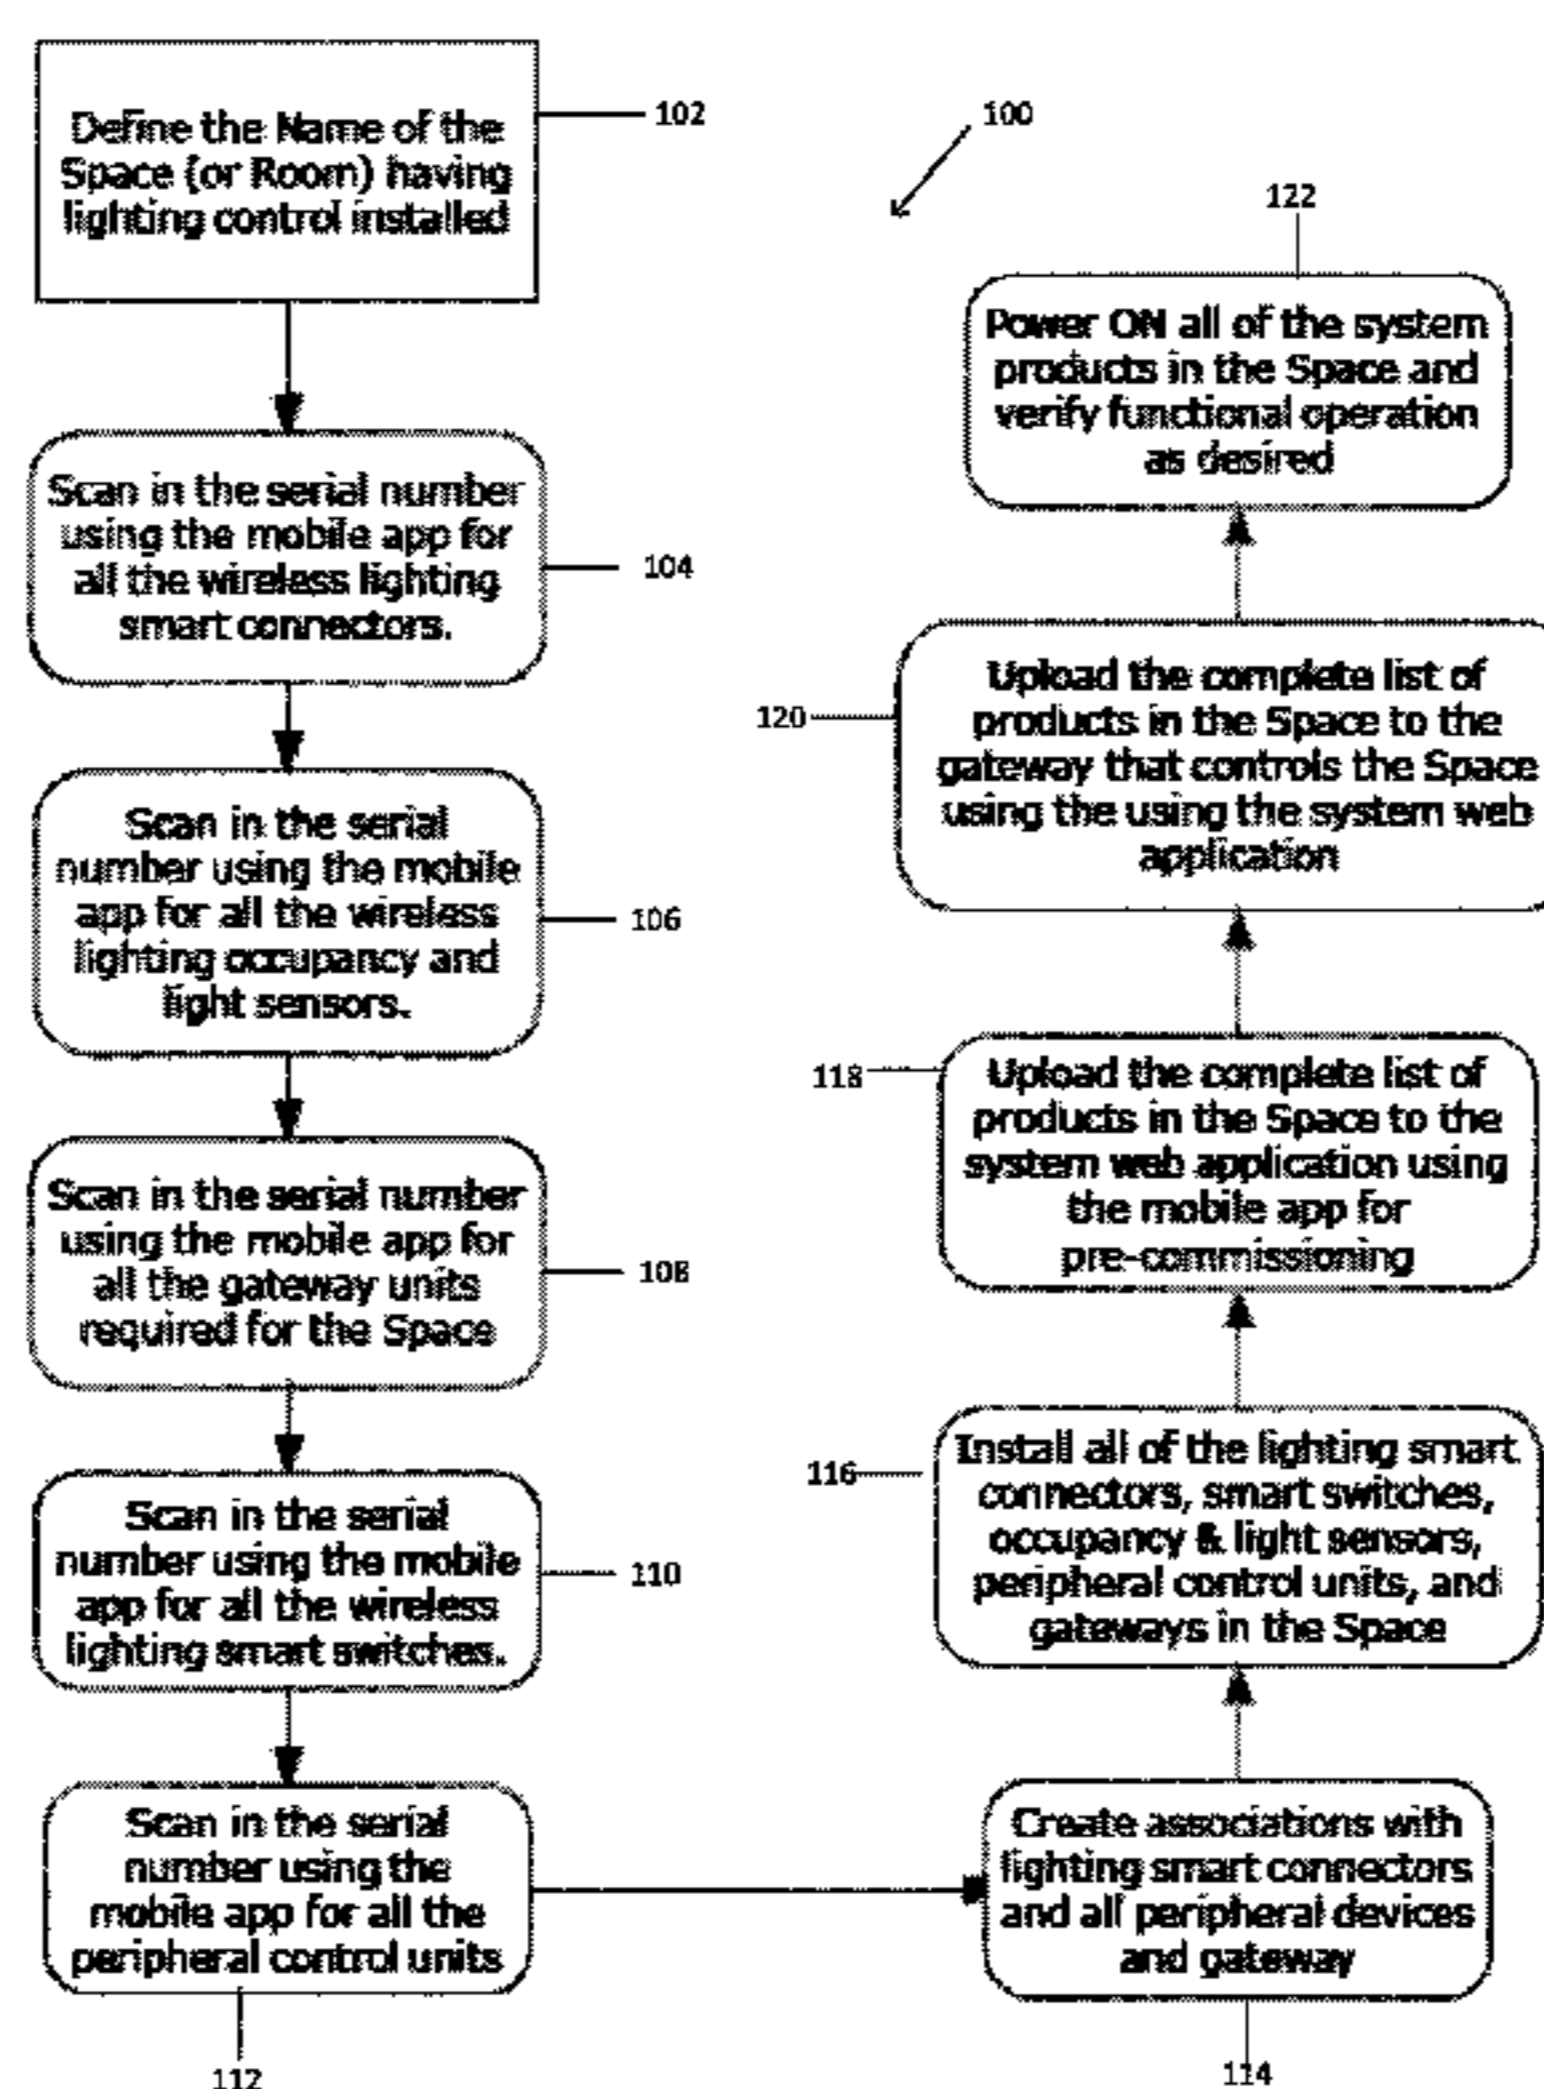 Define the Name of the
Space (or Room) having
lighting control installed
102
100
Scan in the serial number
using the mobile app for
all the wireless lighting
smart connectors.
104
Scan in the serial
number using the mobile
app for all the wireless
lighting occupancy and
light sensors.
106
Scan in the serial number
using the mobile app for
all the gateway units
required for the Space
108
Scan in the serial
number using the mobile
app for all the wireless
lighting smart switches.
110
Scan in the serial
number using the
mobile app for all the
peripheral control units
112
Create associations with
lighting smart connectors
and all peripheral devices
and gateway
114
116
Install all of the lighting smart
connectors, smart switches,
occupancy & light sensors,
peripheral control units, and
gateways in the Space
118
Upload the complete list of
products in the Space to the
system web application using
the mobile app for
pre-commissioning
120
Upload the complete list of
products in the Space to the
gateway that controls the Space
using the using the system web
application
122
Power ON all of the system
products in the Space and
verify functional operation
as desired